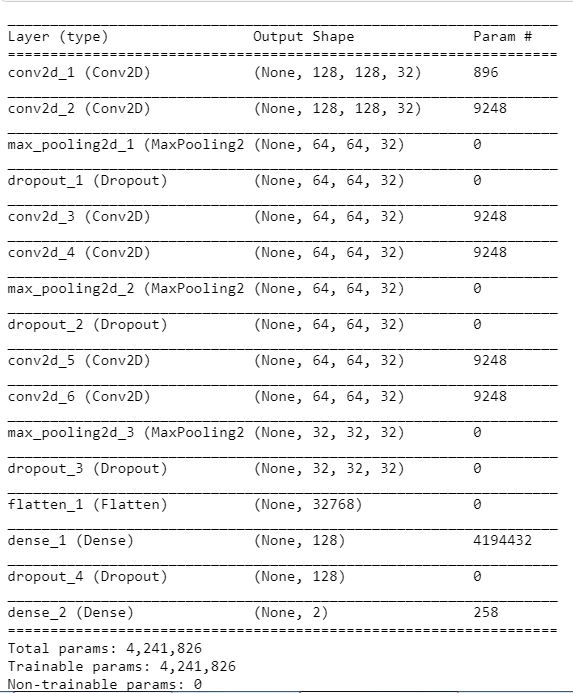 Layer (type) Output Shape Param #
conv2d_1 (Conv2D) (None, 128, 128, 32) 896
conv2d_2 (Conv2D) (None, 128, 128, 32) 9248
max_pooling2d_1 (MaxPooling2 (None, 64, 64, 32) 0
dropout_1 (Dropout) (None, 64, 64, 32) 0
conv2d_3 (Conv2D) (None, 64, 64, 32) 9248
conv2d_4 (Conv2D) (None, 64, 64, 32) 9248
max_pooling2d_2 (MaxPooling2 (None, 64, 64, 32) 0
dropout_2 (Dropout) (None, 64, 64, 32) 0
conv2d_5 (Conv2D) (None, 64, 64, 32) 9248
conv2d_6 (Conv2D) (None, 64, 64, 32) 9248
max_pooling2d_3 (MaxPooling2 (None, 32, 32, 32) 0
dropout_3 (Dropout) (None, 32, 32, 32) 0
flatten_1 (Flatten) (None, 32768) 0
dense_1 (Dense) (None, 128) 4194432
dropout_4 (Dropout) (None, 128) 0
dense_2 (Dense) (None, 2) 258
Total params: 4,241,826
Trainable params: 4,241,826
Non-trainable params: 0